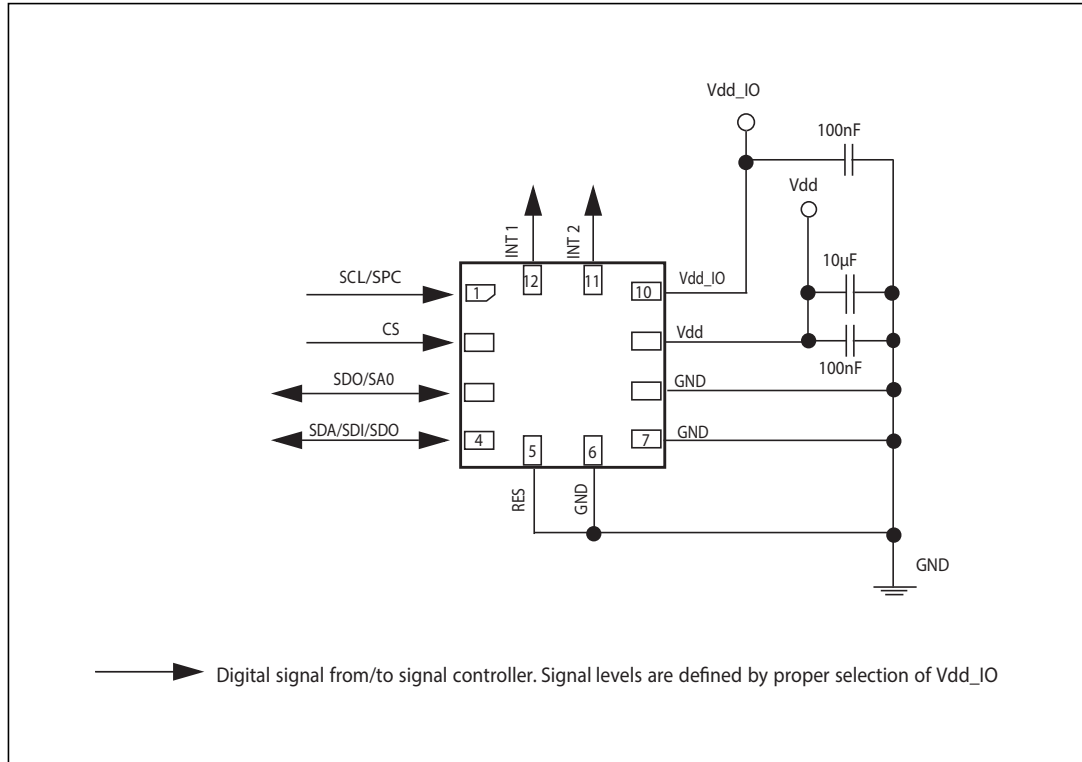 Vdd_IO
100nF
Vdd
INT 1
INT 2
10µF
12
11
SCL/SPC
1
10
Vdd_IO
CS
Vdd
100nF
SDO/SA0
GND
SDA/SDI/SDO
4
5
6
7
GND
RES
GND
GND
Digital signal from/to signal controller. Signal levels are defined by proper selection of Vdd_IO